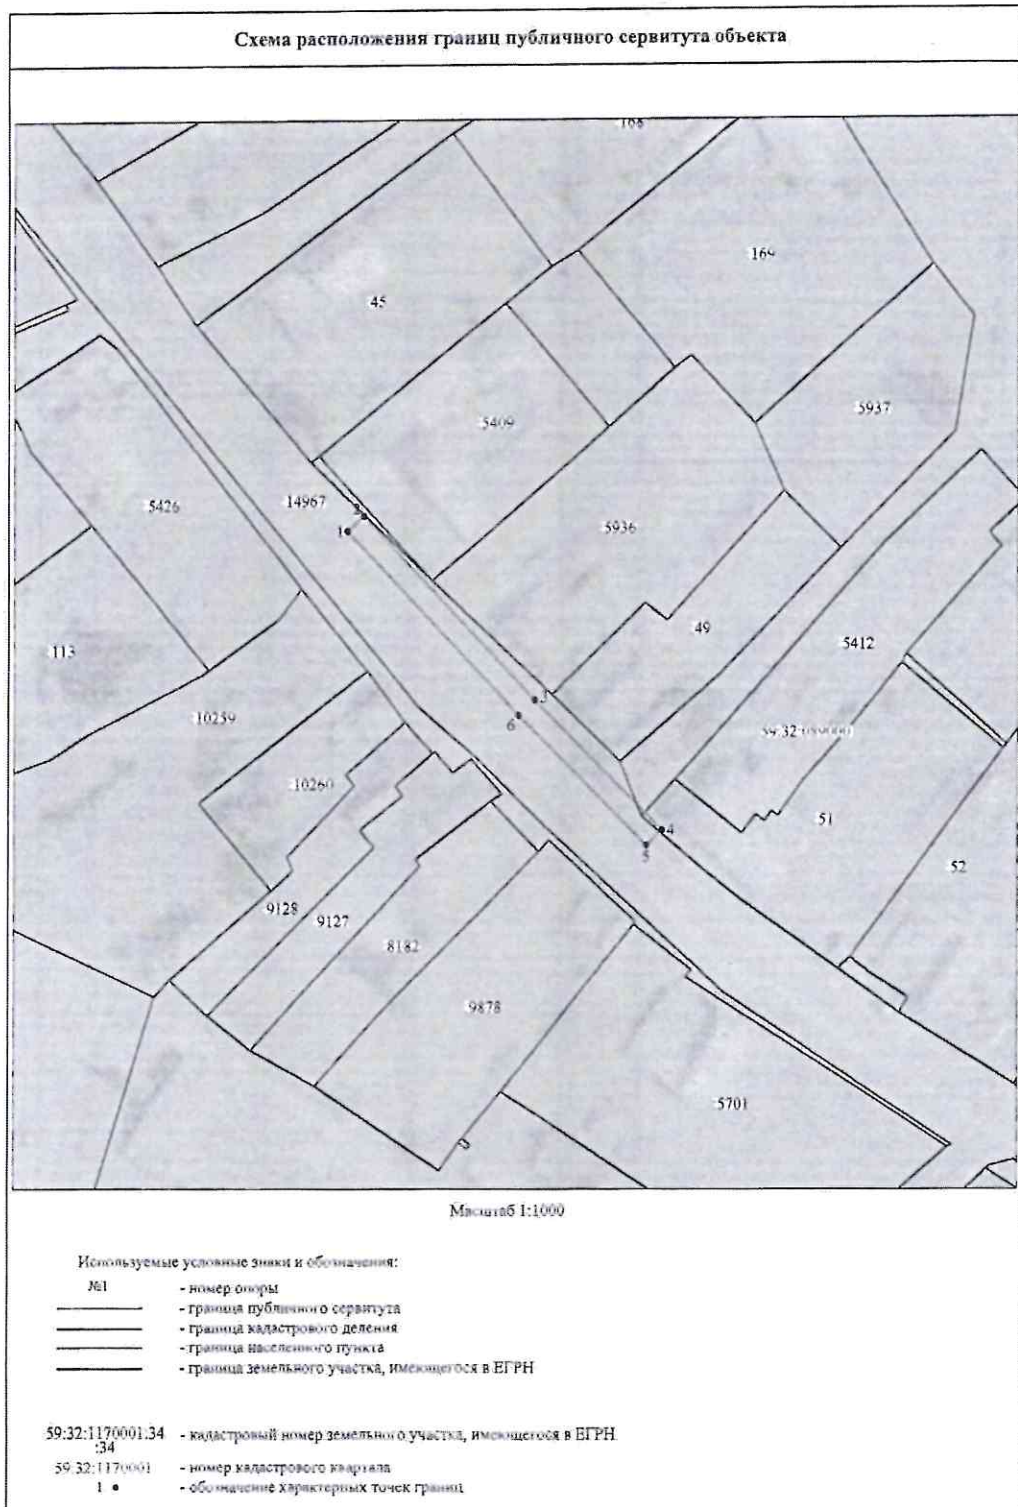 Схема расположения границ публичного сервитута объекта
168
169
45
5937
5409
14967
5426
2
1
5936
49
5412
113
3
10259
6
59:32
10260
51
4
5
52
9128
9127
8182
9878
5701
Масштаб 1:1000
Используемые условные знаки и обозначения:
№1 - номер опоры
- граница публичного сервитута
- граница кадастрового деления
- граница населенного пункта
- граница земельного участка, имеющегося в ЕГРН
59:32:1170001:34 - кадастровый номер земельного участка, имеющегося в ЕГРН
:34
59:32:1170001 - номер кадастрового квартала
1 ● - обозначение характерных точек границ